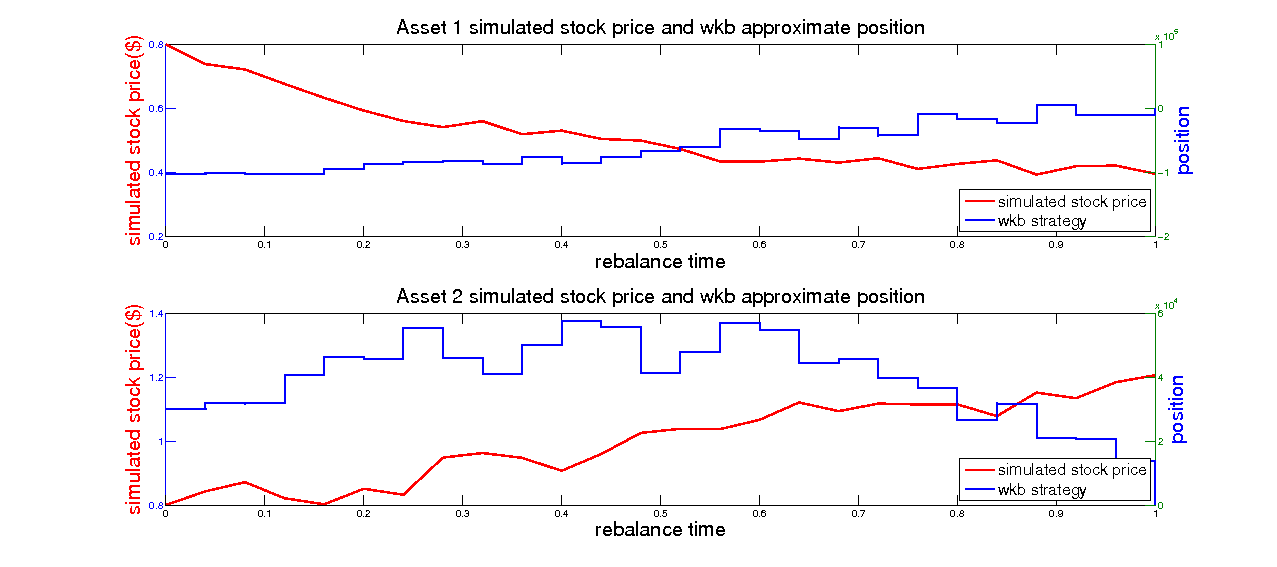 Asset 1 simulated stock price and wkb approximate position
x 10^5
simulated stock price($)
0.8
0.6
0.4
0.2
1
0
−1
−2
position
simulated stock price
wkb strategy
0 0.1 0.2 0.3 0.4 0.5 0.6 0.7 0.8 0.9 1
rebalance time
Asset 2 simulated stock price and wkb approximate position
x 10^4
simulated stock price($)
1.4
1.2
1
0.8
6
4
2
0
position
simulated stock price
wkb strategy
0 0.1 0.2 0.3 0.4 0.5 0.6 0.7 0.8 0.9 1
rebalance time